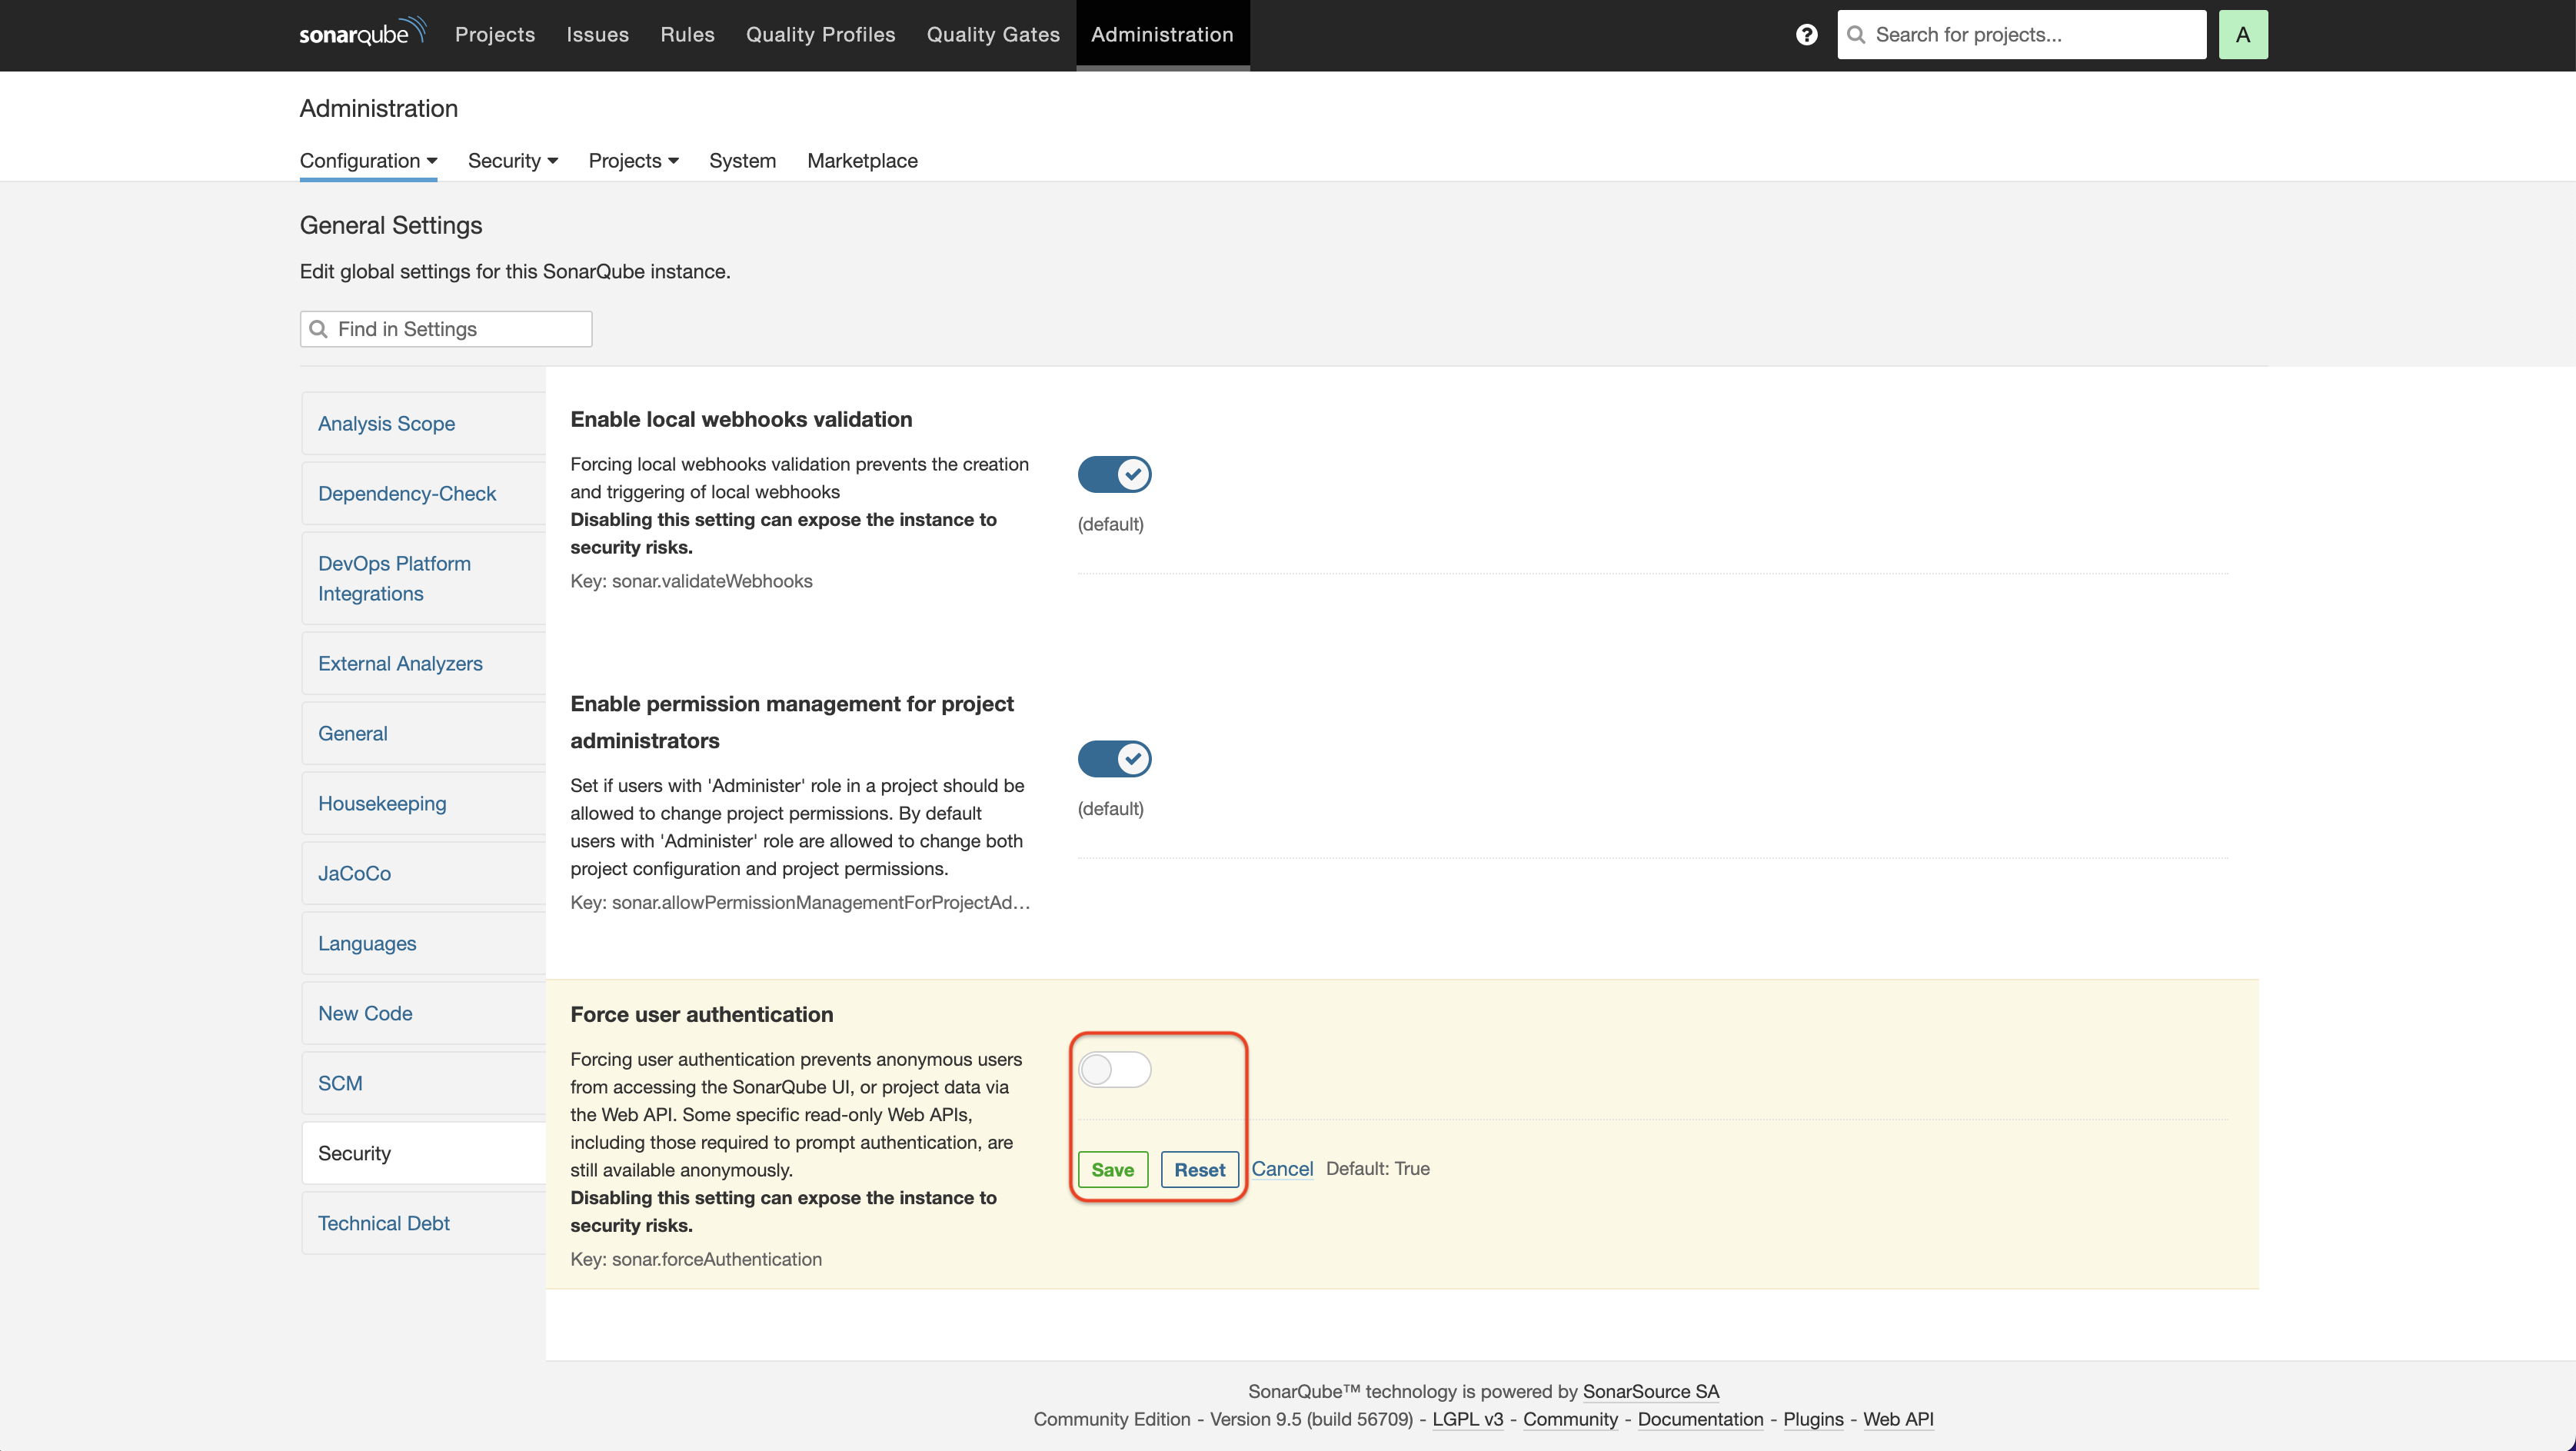 sonarqube Projects Issues Rules Quality Profiles Quality Gates Administration ? Search for projects... A
Administration
Configuration Security Projects System Marketplace
General Settings
Edit global settings for this SonarQube instance.
Find in Settings
Analysis Scope
Dependency-Check
DevOps Platform
Integrations
External Analyzers
General
Housekeeping
JaCoCo
Languages
New Code
SCM
Security
Technical Debt
Enable local webhooks validation
Forcing local webhooks validation prevents the creation
and triggering of local webhooks
Disabling this setting can expose the instance to
security risks.
Key: sonar.validateWebhooks
(default)
Enable permission management for project
administrators
Set if users with 'Administer' role in a project should be
allowed to change project permissions. By default
users with 'Administer' role are allowed to change both
project configuration and project permissions.
Key: sonar.allowPermissionManagementForProjectAd...
(default)
Force user authentication
Forcing user authentication prevents anonymous users
from accessing the SonarQube UI, or project data via
the Web API. Some specific read-only Web APIs,
including those required to prompt authentication, are
still available anonymously.
Disabling this setting can expose the instance to
security risks.
Key: sonar.forceAuthentication
Save Reset Cancel Default: True
SonarQube™ technology is powered by SonarSource SA
Community Edition - Version 9.5 (build 56709) - LGPL v3 - Community - Documentation - Plugins - Web API